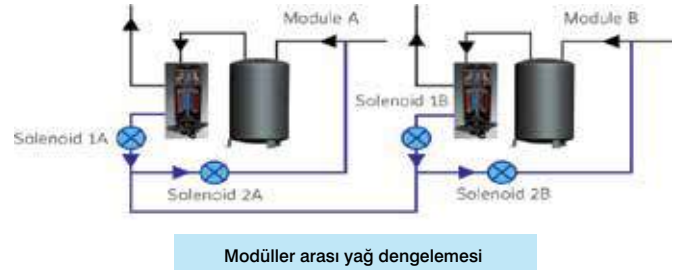 Module A
Module B
Solenoid 1B
Solenoid 1A
Solenoid 2A
Solenoid 2B
Modüller arası yağ dengelemesi